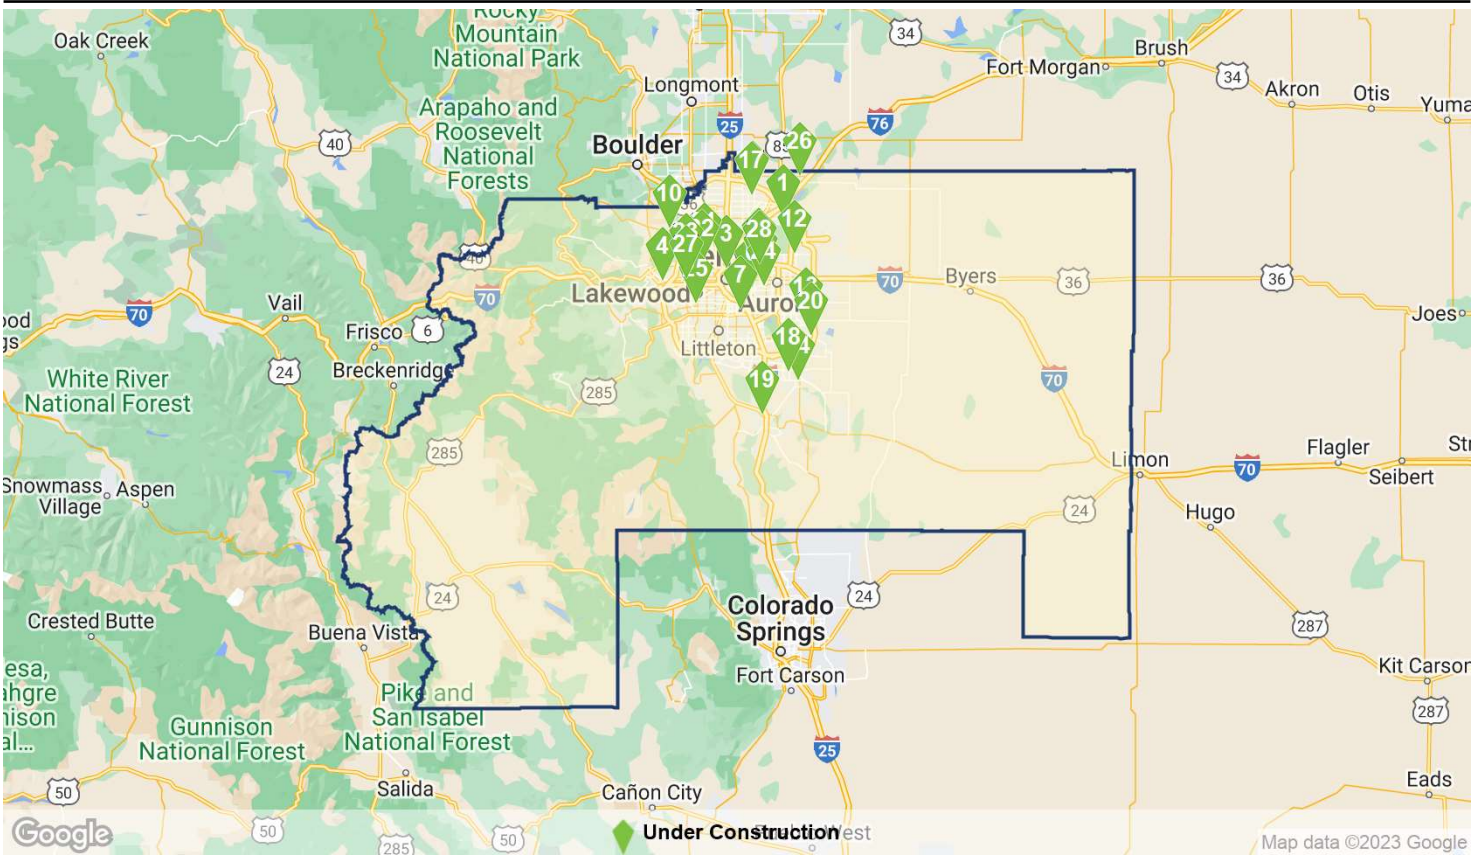 Rocky
Mountain
National Park
Oak Creek
34
Brush
Fort Morgan
34
Akron
Otis
Yuma
Longmont
Arapaho and
Roosevelt
National
Forests
40
25
76
85
26
Boulder
17
1
10
12
28
3
23
27
4
7
Lakewood
70
Byers
36
36
70
Vail
70
Frisco
6
Joes
20
Littleton
18
24
Breckenridg
White River
National Forest
285
19
70
285
Limon
Flagler
70
Seibert
Snowmass
Village
Aspen
24
Hugo
24
Colorado
Springs
24
Crested Butte
Buena Vista
287
Fort Carson
Kit Carson
Pike and
San Isabel
National Forest
Gunnison
National Forest
287
25
50
Salida
Cañon City
Eads
Google
50
50
285
Under Construction
West
Map data ©2023 Google